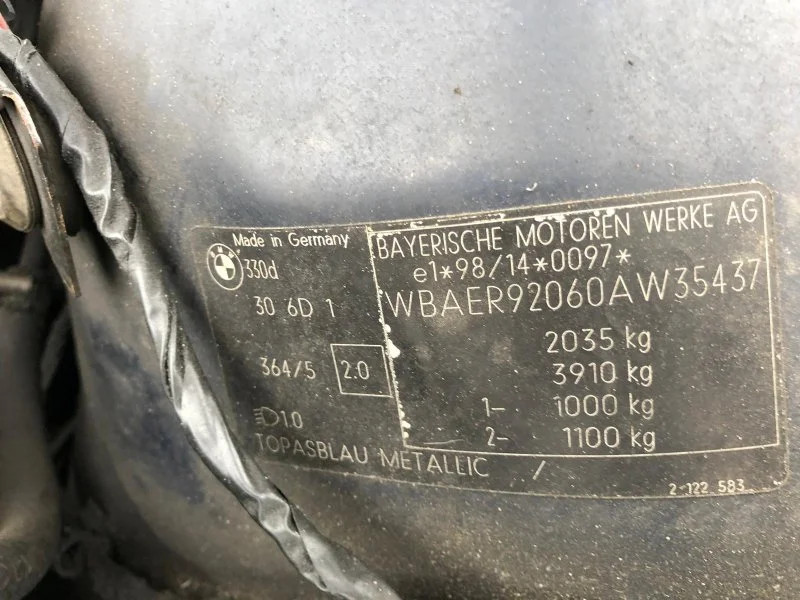 Made in Germany
330d
30 6D 1
364/5 2.0
1.0
TOPASBLAU METALLIC /
BAYERISCHE MOTOREN WERKE AG
e1*98/14*0097*
WBAER92060AW35437
2035 kg
3910 kg
1- 1000 kg
2- 1100 kg
2-122 583